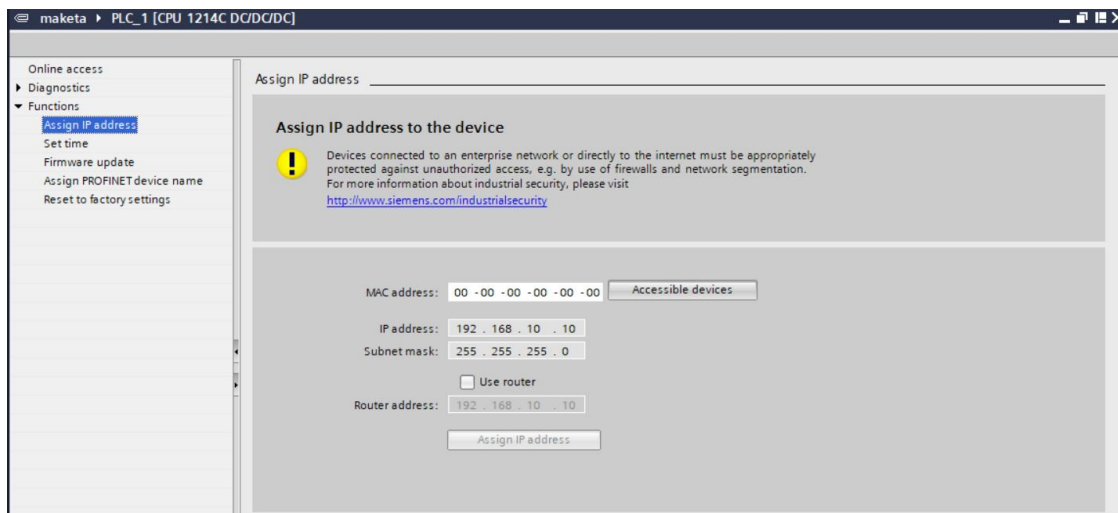 maketa ▸ PLC_1 [CPU 1214C DC/DC/DC]
Online access
Diagnostics
Functions
Assign IP address
Set time
Firmware update
Assign PROFINET device name
Reset to factory settings
Assign IP address
Assign IP address to the device
Devices connected to an enterprise network or directly to the internet must be appropriately
protected against unauthorized access, e.g. by use of firewalls and network segmentation.
For more information about industrial security, please visit
http://www.siemens.com/industrialsecurity
MAC address: 00 -00 -00 -00 -00 -00 Accessible devices
IP address: 192 . 168 . 10 . 10
Subnet mask: 255 . 255 . 255 . 0
Use router
Router address: 192 . 168 . 10 . 10
Assign IP address